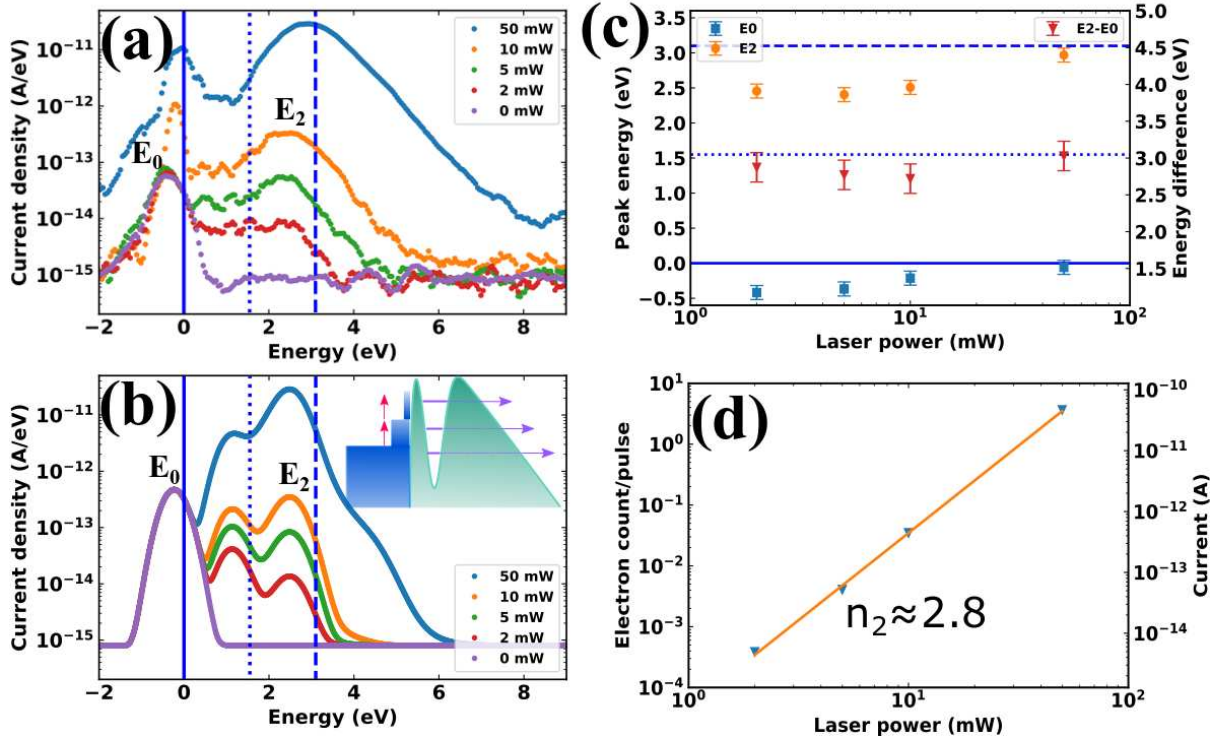 (a)
50 mW
10 mW
5 mW
2 mW
0 mW
E0
E2
Current density (A/eV)
10−11
10−12
10−13
10−14
10−15
−2 0 2 4 6 8
Energy (eV)
(b)
E0
E2
50 mW
10 mW
5 mW
2 mW
0 mW
Current density (A/eV)
10−11
10−12
10−13
10−14
10−15
−2 0 2 4 6 8
Energy (eV)
(c)
E0
E2
E2-E0
Peak energy (eV)
3.5
3.0
2.5
2.0
1.5
1.0
0.5
0.0
−0.5
Energy difference (eV)
5.0
4.5
4.0
3.5
3.0
2.5
2.0
1.5
100 101 102
Laser power (mW)
(d)
n2≈2.8
Electron count/pulse
101
100
10−1
10−2
10−3
10−4
Current (A)
10−10
10−11
10−12
10−13
10−14
100 101 102
Laser power (mW)